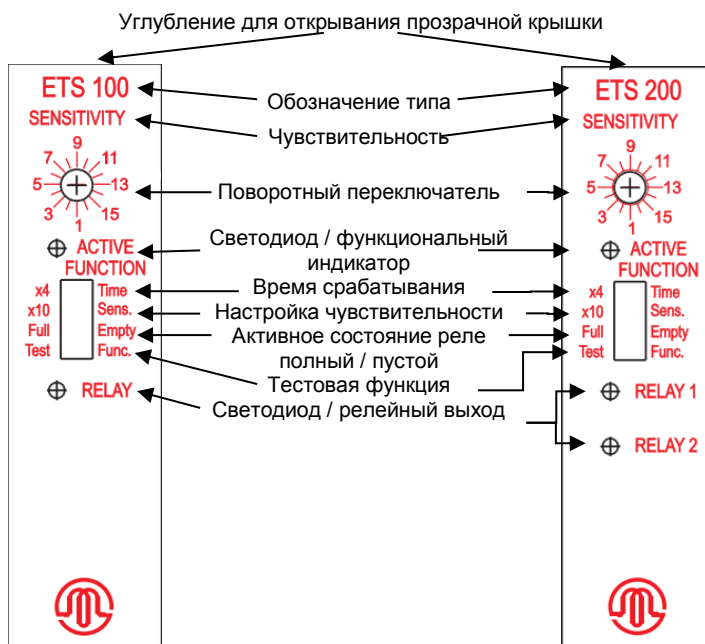 Углубление для открывания прозрачной крышки
ETS 100
SENSITIVITY
9
7
11
5
13
3
15
1
ACTIVE
FUNCTION
x4
Time
x10
Sens.
Full
Empty
Test
Func.
RELAY
Обозначение типа
Чувствительность
Поворотный переключатель
Светодиод / функциональный
индикатор
Время срабатывания
Настройка чувствительности
Активное состояние реле
полный / пустой
Тестовая функция
Светодиод / релейный выход
ETS 200
SENSITIVITY
9
7
11
5
13
3
15
1
ACTIVE
FUNCTION
x4
Time
x10
Sens.
Full
Empty
Test
Func.
RELAY 1
RELAY 2